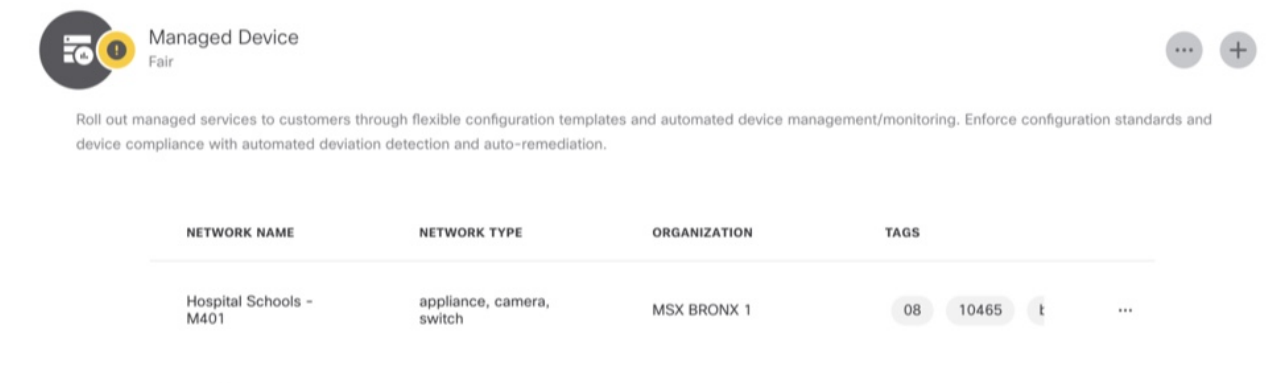 Managed Device
Fair
Roll out managed services to customers through flexible configuration templates and automated device management/monitoring. Enforce configuration standards and
device compliance with automated deviation detection and auto-remediation.
NETWORK NAME NETWORK TYPE ORGANIZATION TAGS
Hospital Schools - appliance, camera,
M401 switch MSX BRONX 1 08 10465